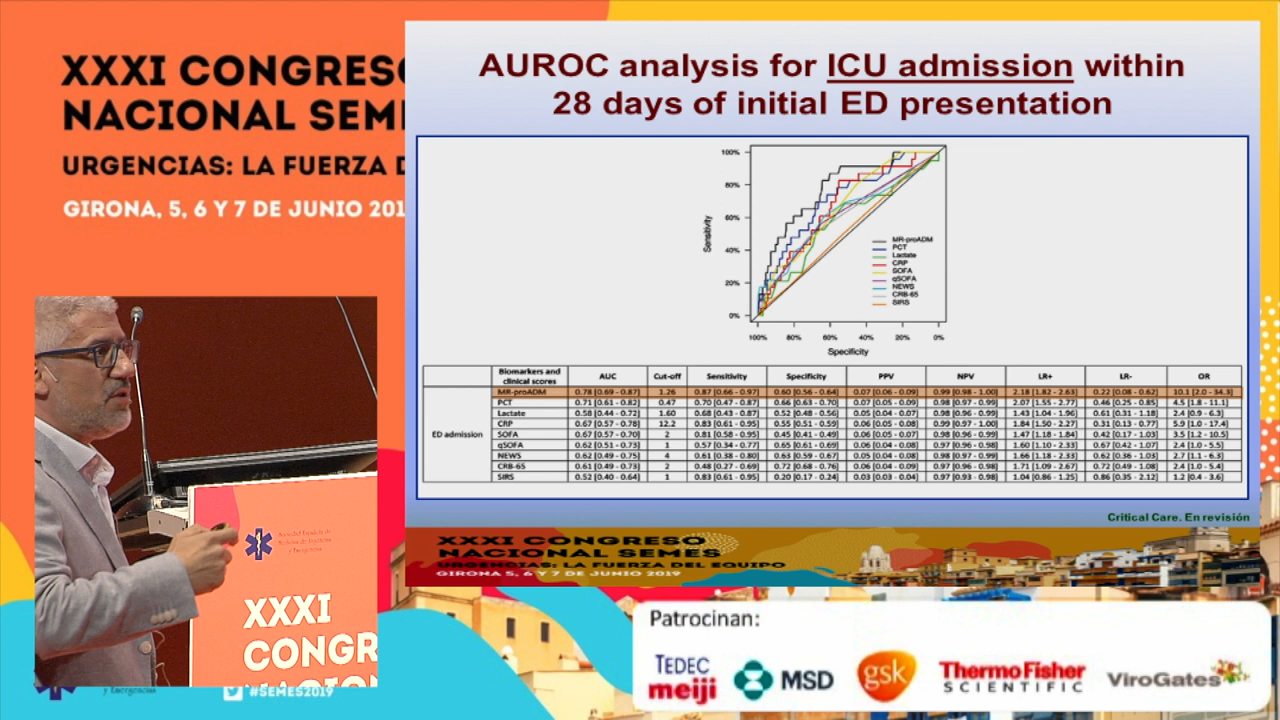 XXXI CONGRESO
NACIONAL SEM
URGENCIAS: LA FUERZA D
GIRONA, 5, 6 Y 7 DE JUNIO 201
AUROC analysis for ICU admission within
28 days of initial ED presentation
100%
80%
60%
40%
20%
0%
Sensitivity
100% 80% 60% 40% 20% 0%
Specificity
MR-proADM
PCT
Lactate
CRP
SOFA
qSOFA
NEWS
CRB-65
SIRS
Biomarkers and clinical scores AUC Cut-off Sensitivity Specificity PPV NPV LR+ LR- OR
ED admission
MR-proADM 0.78 [0.69 - 0.87] 1.26 0.87 [0.66 - 0.97] 0.60 [0.56 - 0.64] 0.07 [0.06 - 0.09] 0.99 [0.98 - 1.00] 2.18 [1.82 - 2.63] 0.22 [0.08 - 0.62] 10.1 [2.0 - 34.3]
PCT 0.71 [0.61 - 0.82] 0.47 0.70 [0.47 - 0.87] 0.66 [0.63 - 0.70] 0.07 [0.05 - 0.09] 0.98 [0.97 - 0.99] 2.07 [1.55 - 2.77] 0.46 [0.25 - 0.85] 4.5 [1.8 - 11.1]
Lactate 0.58 [0.44 - 0.72] 1.60 0.68 [0.43 - 0.87] 0.52 [0.48 - 0.56] 0.05 [0.04 - 0.07] 0.98 [0.96 - 0.99] 1.43 [1.04 - 1.96] 0.61 [0.31 - 1.18] 2.4 [0.9 - 6.3]
CRP 0.67 [0.57 - 0.78] 12.2 0.83 [0.61 - 0.95] 0.55 [0.51 - 0.59] 0.06 [0.05 - 0.08] 0.99 [0.97 - 1.00] 1.84 [1.50 - 2.27] 0.31 [0.13 - 0.77] 5.9 [1.0 - 17.4]
SOFA 0.67 [0.57 - 0.70] 2 0.81 [0.58 - 0.95] 0.45 [0.41 - 0.49] 0.06 [0.05 - 0.07] 0.98 [0.96 - 0.99] 1.47 [1.18 - 1.84] 0.42 [0.17 - 1.03] 3.5 [1.2 - 10.5]
qSOFA 0.62 [0.51 - 0.73] 1 0.57 [0.34 - 0.77] 0.65 [0.61 - 0.69] 0.06 [0.04 - 0.08] 0.97 [0.96 - 0.98] 1.60 [1.10 - 2.33] 0.67 [0.42 - 1.07] 2.4 [1.0 - 5.5]
NEWS 0.62 [0.49 - 0.75] 4 0.61 [0.38 - 0.80] 0.63 [0.59 - 0.67] 0.05 [0.04 - 0.08] 0.98 [0.97 - 0.99] 1.66 [1.18 - 2.33] 0.62 [0.36 - 1.03] 2.7 [1.1 - 6.3]
CRB-65 0.61 [0.49 - 0.73] 2 0.48 [0.27 - 0.69] 0.72 [0.68 - 0.76] 0.06 [0.04 - 0.09] 0.97 [0.96 - 0.98] 1.71 [1.09 - 2.67] 0.72 [0.49 - 1.08] 2.4 [1.0 - 5.4]
SIRS 0.52 [0.40 - 0.64] 1 0.83 [0.61 - 0.95] 0.20 [0.17 - 0.24] 0.03 [0.03 - 0.04] 0.97 [0.93 - 0.98] 1.04 [0.86 - 1.25] 0.86 [0.35 - 2.12] 1.2 [0.4 - 3.6]
Critical Care. En revisión
XXXI CONGRESO
NACIONAL SEMES
URGENCIAS: LA FUERZA DEL EQUIPO
GIRONA 5, 6 Y 7 DE JUNIO 2019
Sociedad Española de
Medicina de Urgencias
y Emergencias
XXXI
CONGR
y Emergencias
#SEMES2019
Patrocinan:
TEDEC
meiji
MSD
gsk
ThermoFisher
SCIENTIFIC
ViroGates